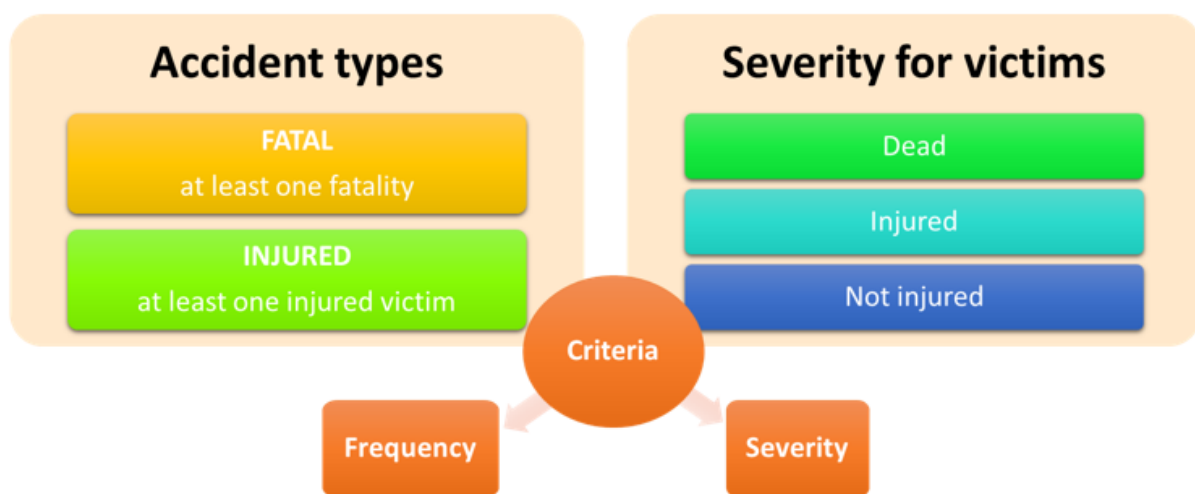 Accident types
FATAL
at least one fatality
INJURED
at least one injured victim
Severity for victims
Dead
Injured
Not injured
Criteria
Frequency
Severity